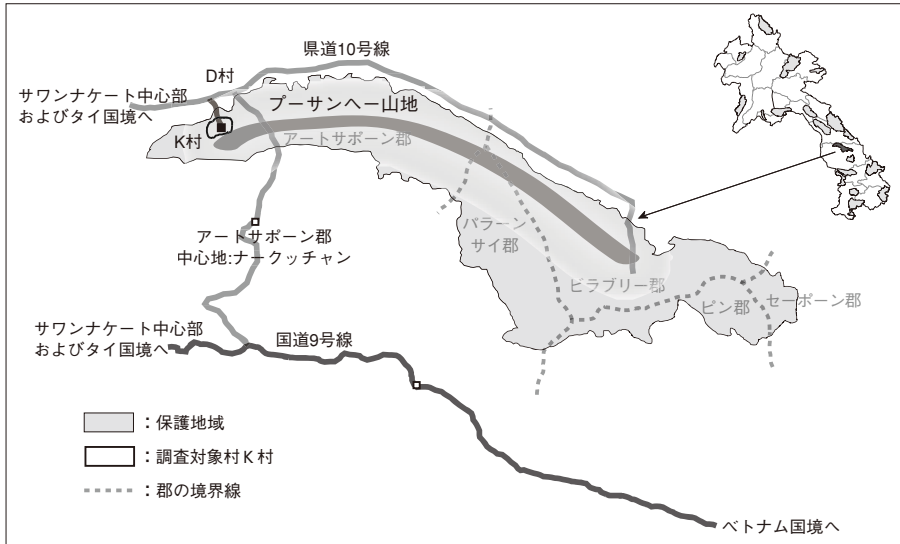 県道10号線
D村
サワンナケート中心部
およびタイ国境へ
プーサンヘー山地
K村
アートサポーン郡
バラーン
サイ郡
アートサポーン郡
中心地:ナークッチャン
ビラブリー郡
ビン郡
セーポーン郡
サワンナケート中心部
およびタイ国境へ
国道9号線
:保護地域
:調査対象村K村
:郡の境界線
ベトナム国境へ